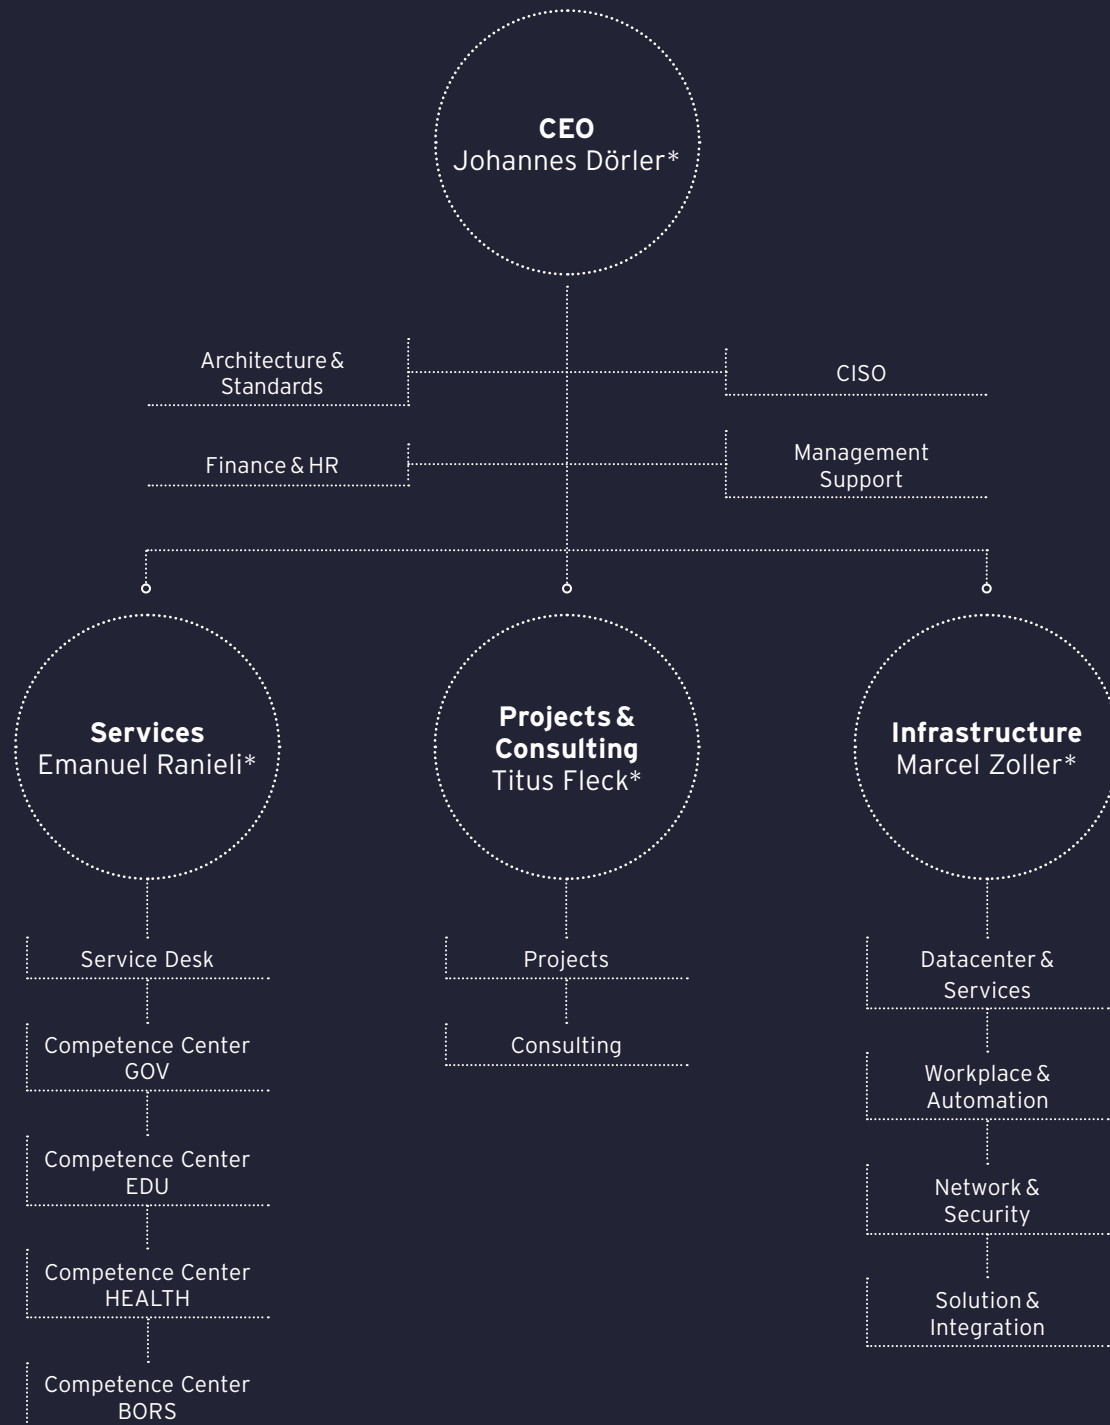 CEO
Johannes Dörler*
Architecture &
Standards
CISO
Finance & HR
Management
Support
Services
Emanuel Ranieli*
Projects &
Consulting
Titus Fleck*
Infrastructure
Marcel Zoller*
Service Desk
Competence Center
GOV
Competence Center
EDU
Competence Center
HEALTH
Competence Center
BORS
Projects
Consulting
Datacenter &
Services
Workplace &
Automation
Network &
Security
Solution &
Integration